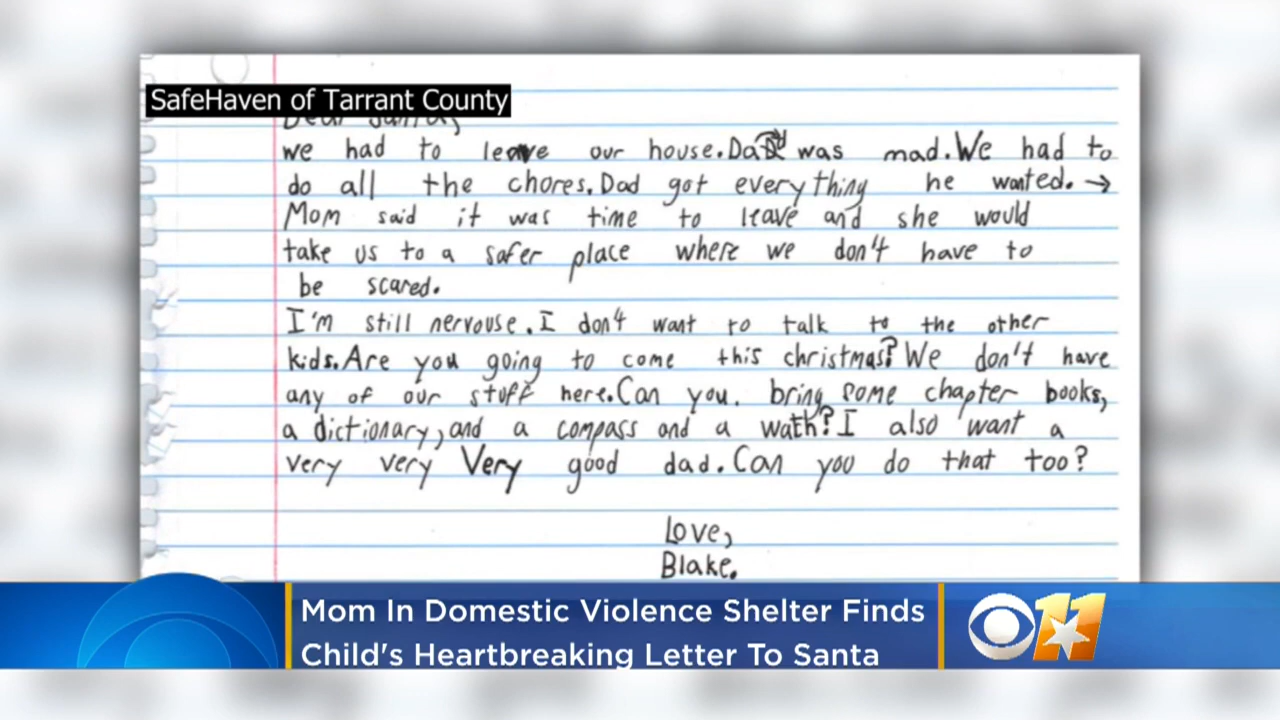 SafeHaven of Tarrant County
Dear Santa,
we had to leave our house.Dad was mad.We had to
do all the chores.Dad got everything he wanted. →
Mom said it was time to leave and she would
take us to a safer place where we don't have to
be scared.
I'm still nervouse.I don't want to talk to the other
kids.Are you going to come this christmas? We don't have
any of our stuff here.Can you. bring some chapter books,
a dictionary,and a compass and a wath?I also want a
very very very good dad.Can you do that too?
Love,
Blake.
Mom In Domestic Violence Shelter Finds
Child's Heartbreaking Letter To Santa
11